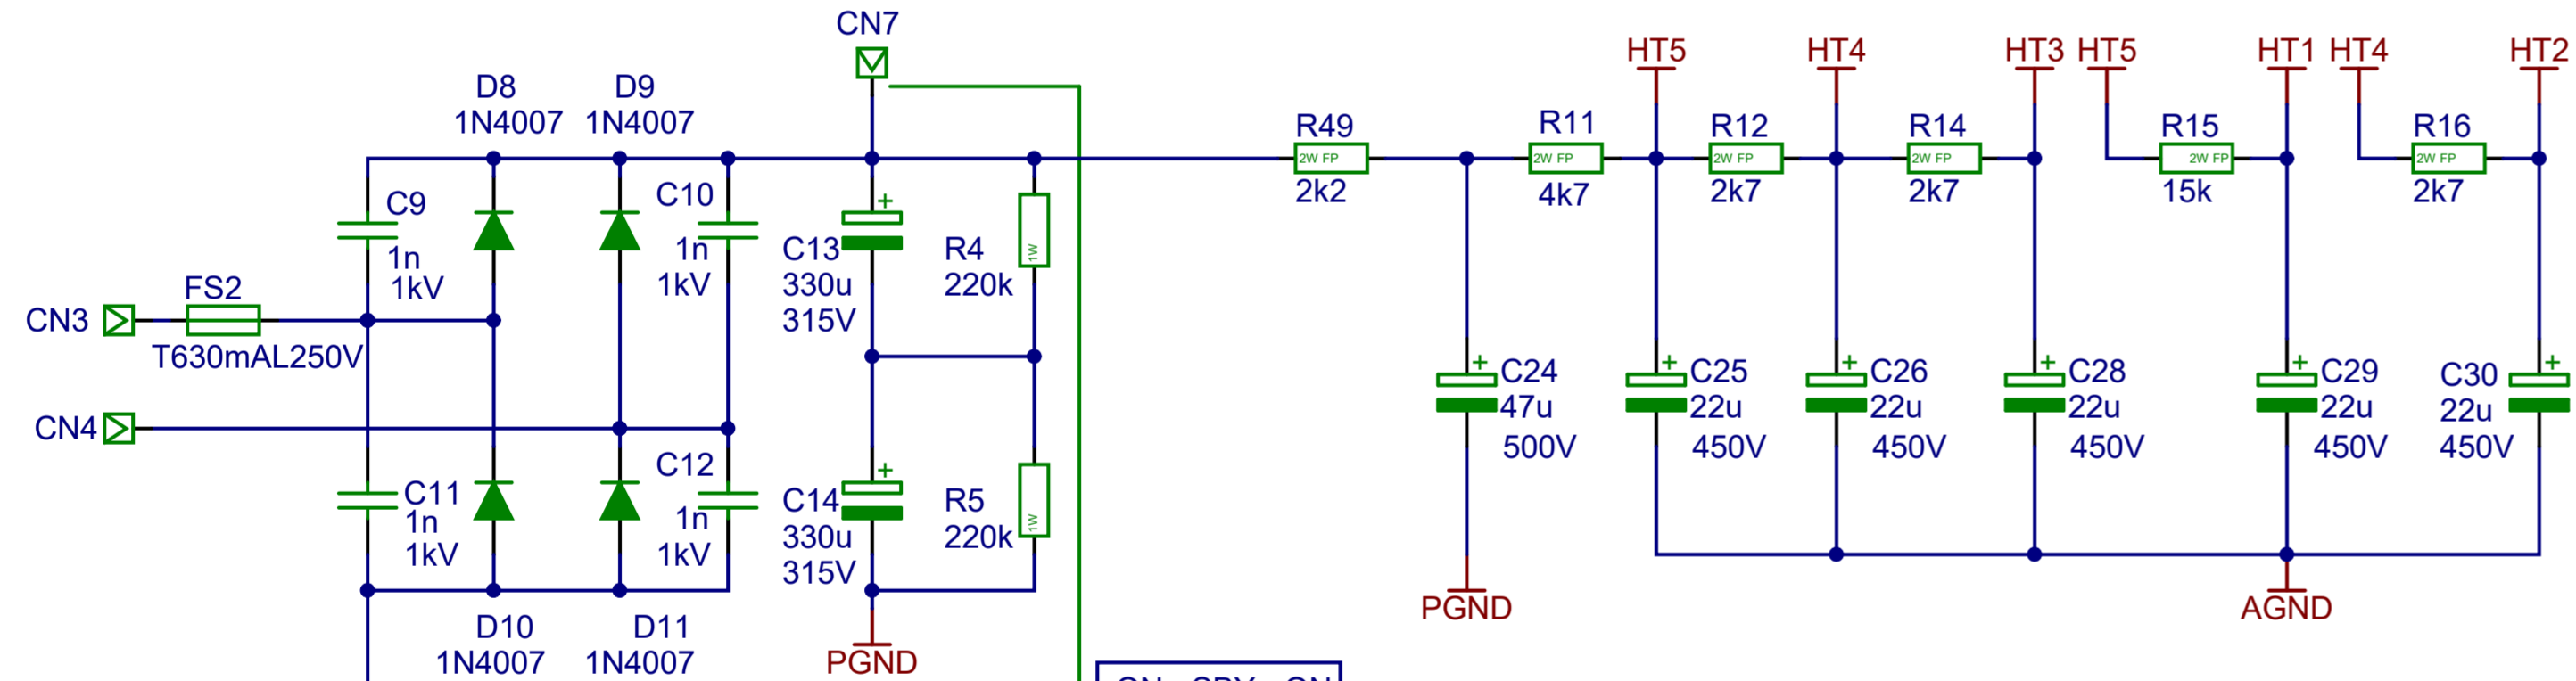 CN7
HT5
HT4
HT3
HT5
HT1
HT4
HT2
D8
1N4007
D9
1N4007
R49
2W FP
2k2
R11
2W FP
4k7
R12
2W FP
2k7
R14
2W FP
2k7
R15
2W FP
15k
R16
2W FP
2k7
C9
1n
1kV
C10
1n
1kV
+
C13
330u
315V
R4
220k
1W
FS2
T630mAL250V
CN3
CN4
+
C24
47u
500V
+
C25
22u
450V
+
C26
22u
450V
+
C28
22u
450V
+
C29
22u
450V
+
C30
22u
450V
C11
1n
1kV
C12
1n
1kV
+
C14
330u
315V
R5
220k
1W
D10
1N4007
D11
1N4007
PGND
PGND
AGND